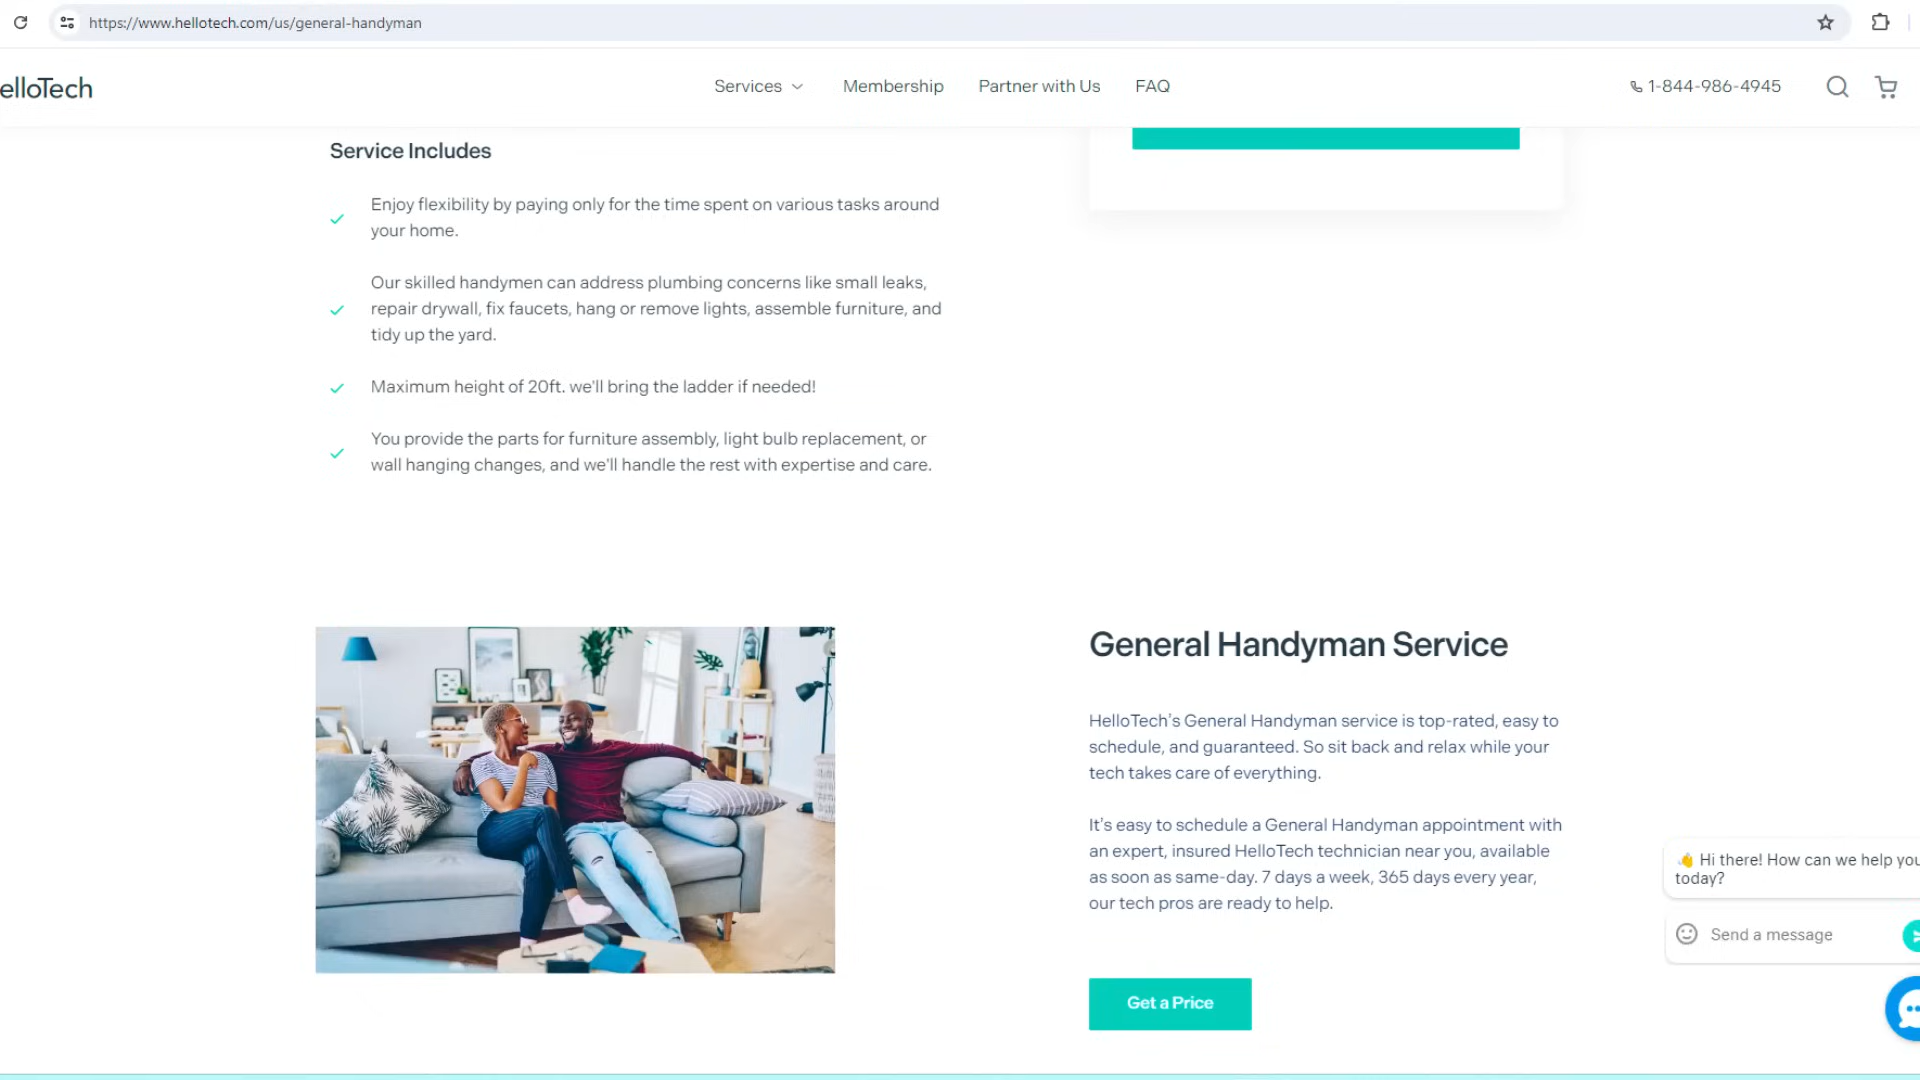 https://www.hellotech.com/us/general-handyman
elloTech
Services
Membership
Partner with Us
FAQ
1-844-986-4945
Service Includes
Enjoy flexibility by paying only for the time spent on various tasks around
your home.
Our skilled handymen can address plumbing concerns like small leaks,
repair drywall, fix faucets, hang or remove lights, assemble furniture, and
tidy up the yard.
Maximum height of 20ft. we'll bring the ladder if needed!
You provide the parts for furniture assembly, light bulb replacement, or
wall hanging changes, and we'll handle the rest with expertise and care.
General Handyman Service
HelloTech's General Handyman service is top-rated, easy to
schedule, and guaranteed. So sit back and relax while your
tech takes care of everything.
It's easy to schedule a General Handyman appointment with
an expert, insured HelloTech technician near you, available
as soon as same-day. 7 days a week, 365 days every year,
our tech pros are ready to help.
Get a Price
👋 Hi there! How can we help you
today?
Send a message